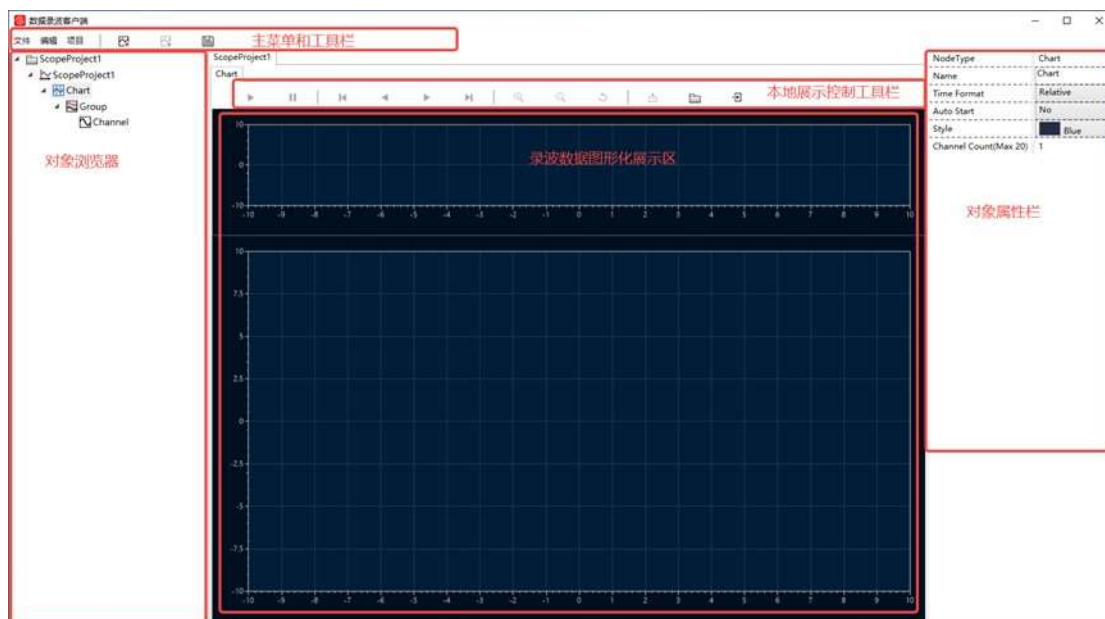 数据录波客户端
文件 编辑 项目
主菜单和工具栏
ScopeProject1
ScopeProject1
Chart
Group
Channel
对象浏览器
ScopeProject1
Chart
本地展示控制工具栏
录波数据图形化展示区
10
0
-10
-10 -9 -8 -7 -6 -5 -4 -3 -2 -1 0 1 2 3 4 5 6 7 8 9 10
10
7.5
5
2.5
0
-2.5
-5
-7.5
-10
-10 -9 -8 -7 -6 -5 -4 -3 -2 -1 0 1 2 3 4 5 6 7 8 9 10
NodeType Chart
Name Chart
Time Format Relative
Auto Start No
Style Blue
Channel Count(Max 20) 1
对象属性栏